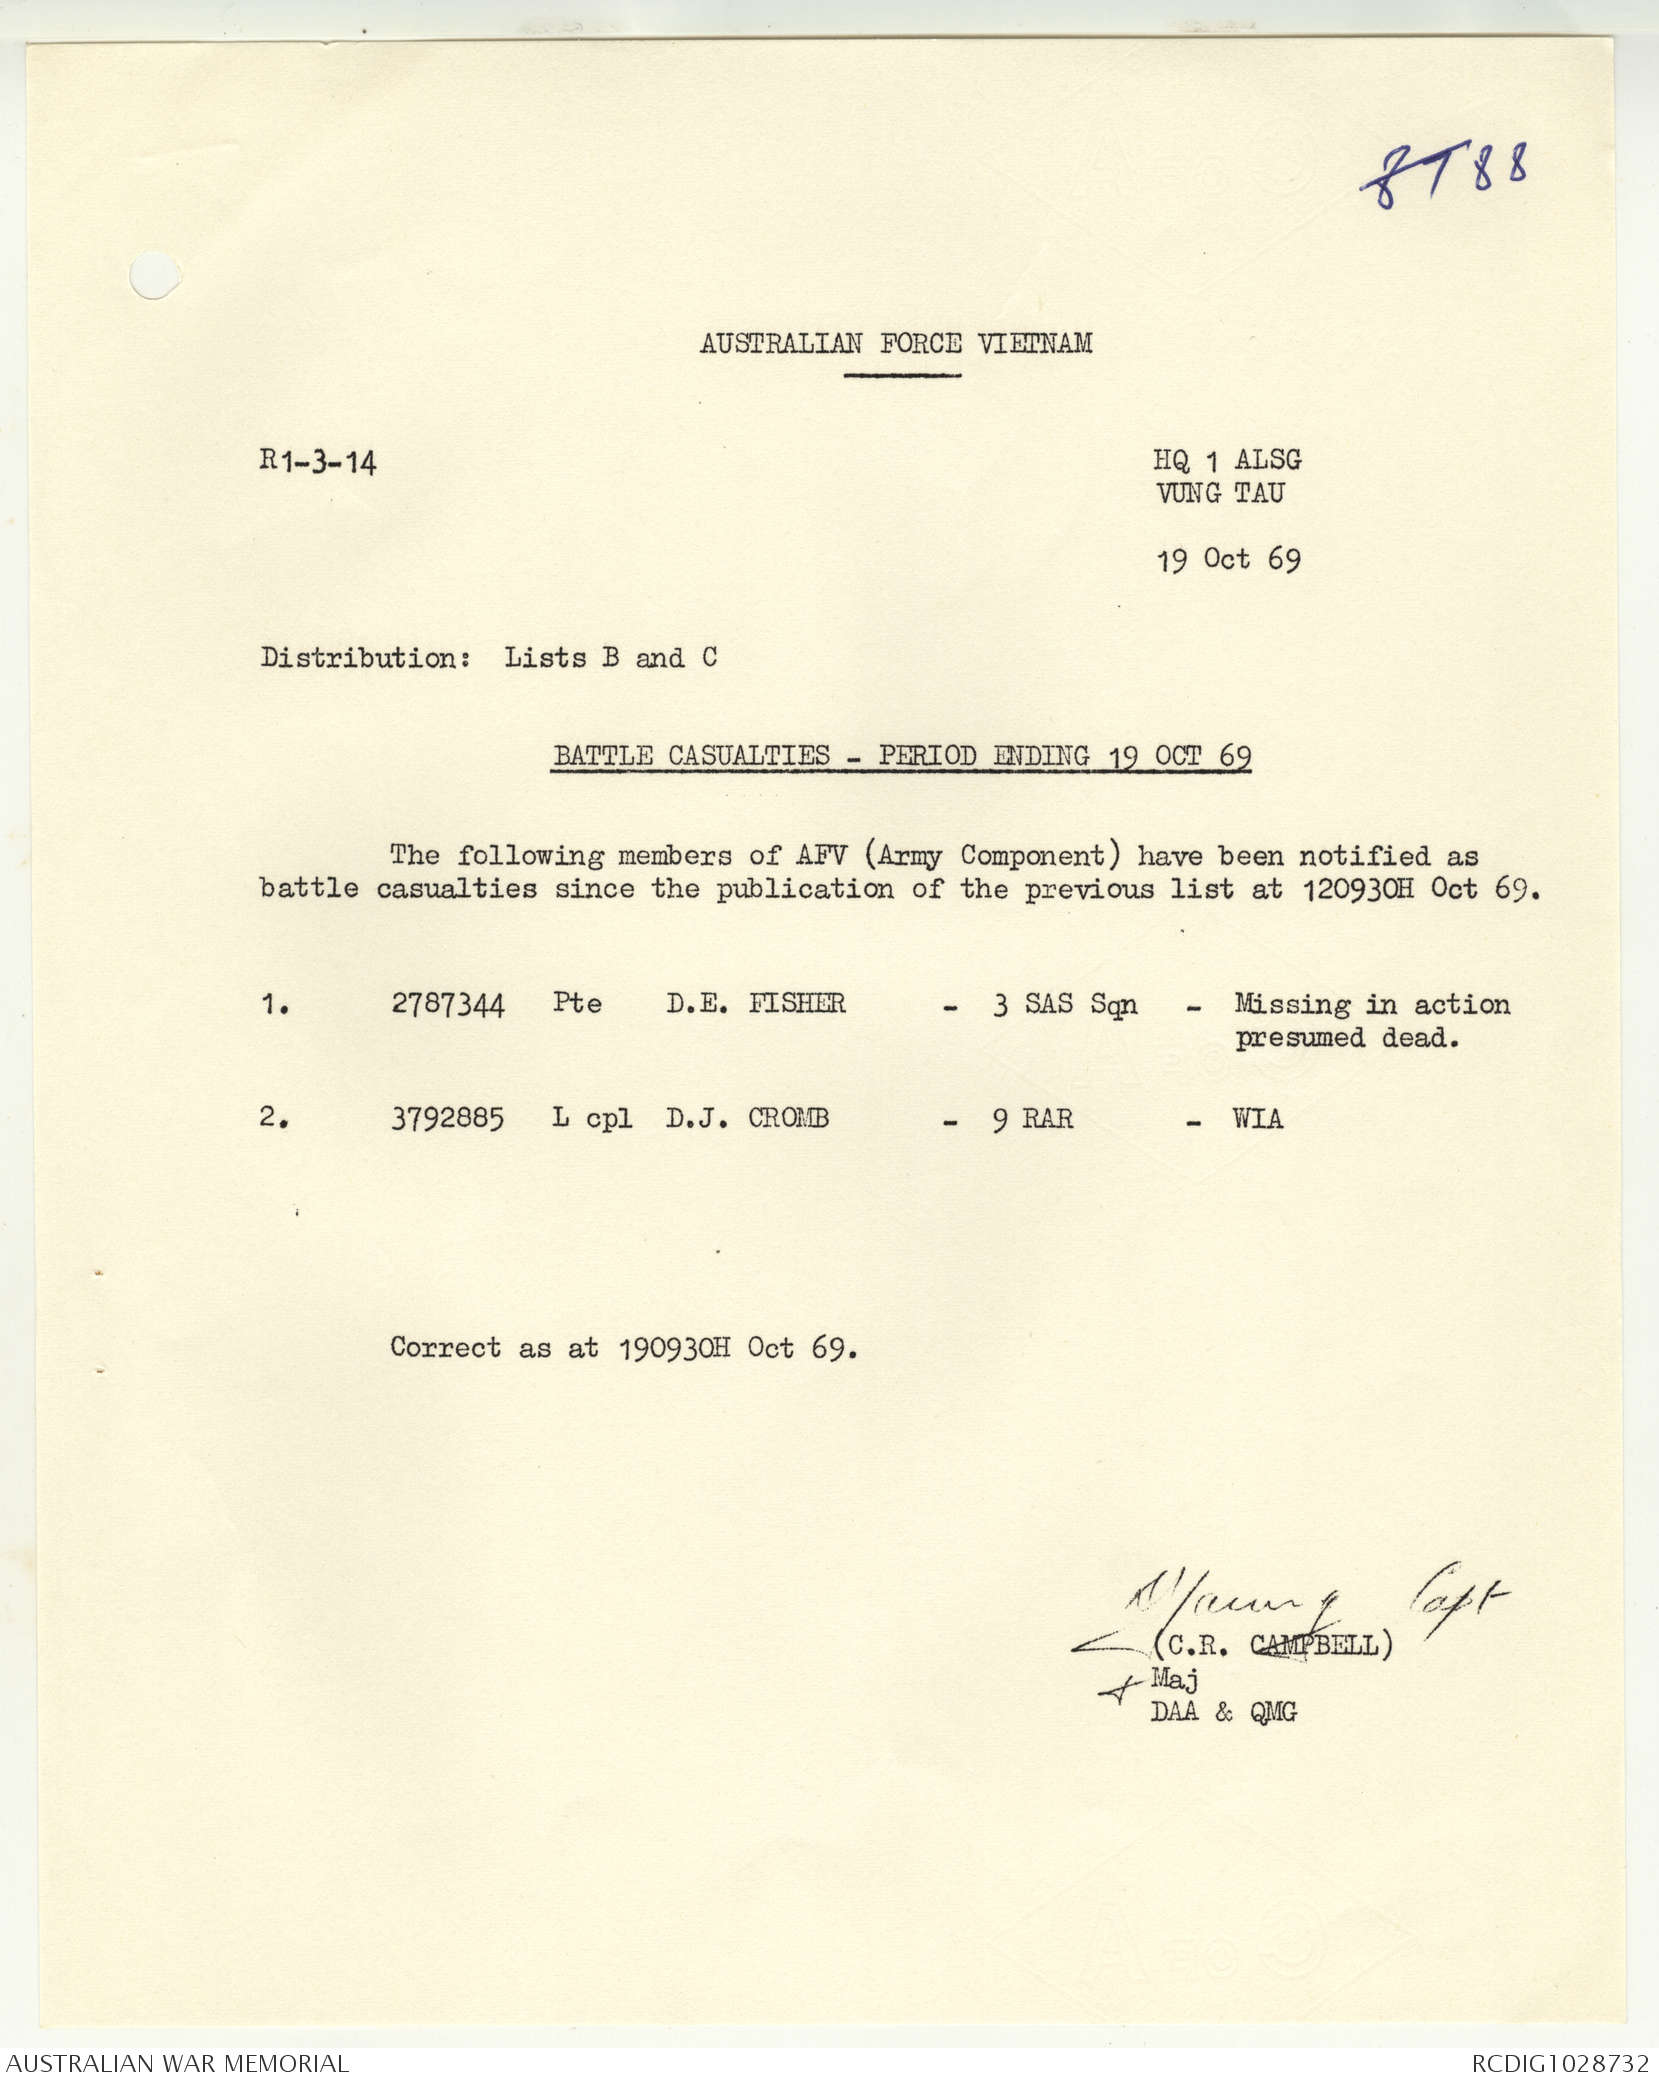 87 88
AUSTRALIAN FORCE VIETNAM
R1-3-14
HQ 1 ALSG
VUNG TAU
19 Oct 69
Distribution: Lists B and C
BATTLE CASUALTIES - PERIOD ENDING 19 OCT 69
The following members of AFV (Army Component) have been notified as
battle casualties since the publication of the previous list at 120930H Oct 69.
1. 2787344 Pte D.E. FISHER - 3 SAS Sqn - Missing in action
presumed dead.
2. 3792885 L cpl D.J. CROMB - 9 RAR - WIA
Correct as at 190930H Oct 69.
Young Capt
(C.R. CAMPBELL)
Maj
DAA & QMG
AUSTRALIAN WAR MEMORIAL
RCDIG1028732